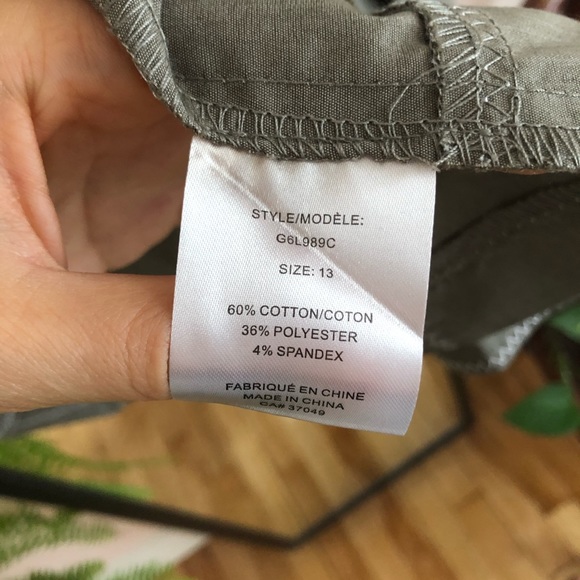 STYLE/MODÈLE:
G6L989C
SIZE: 13
60% COTTON/COTON
36% POLYESTER
4% SPANDEX
FABRIQUÉ EN CHINE
MADE IN CHINA
CA# 37049